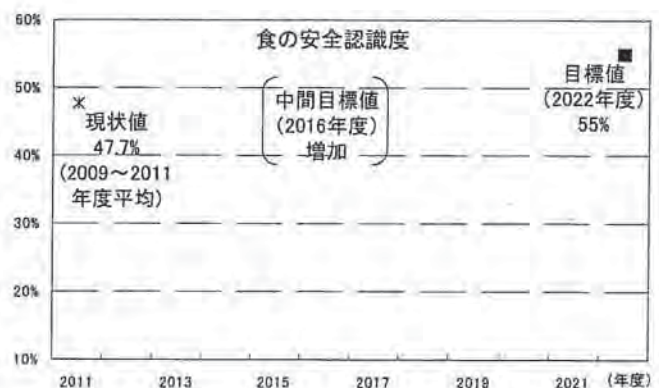 食の安全認識度
60%
50%
40%
30%
20%
10%
現状値
47.7%
(2009～2011
年度平均)
中間目標値
(2016年度)
増加
目標値
(2022年度)
55%
2011 2013 2015 2017 2019 2021 (年度)